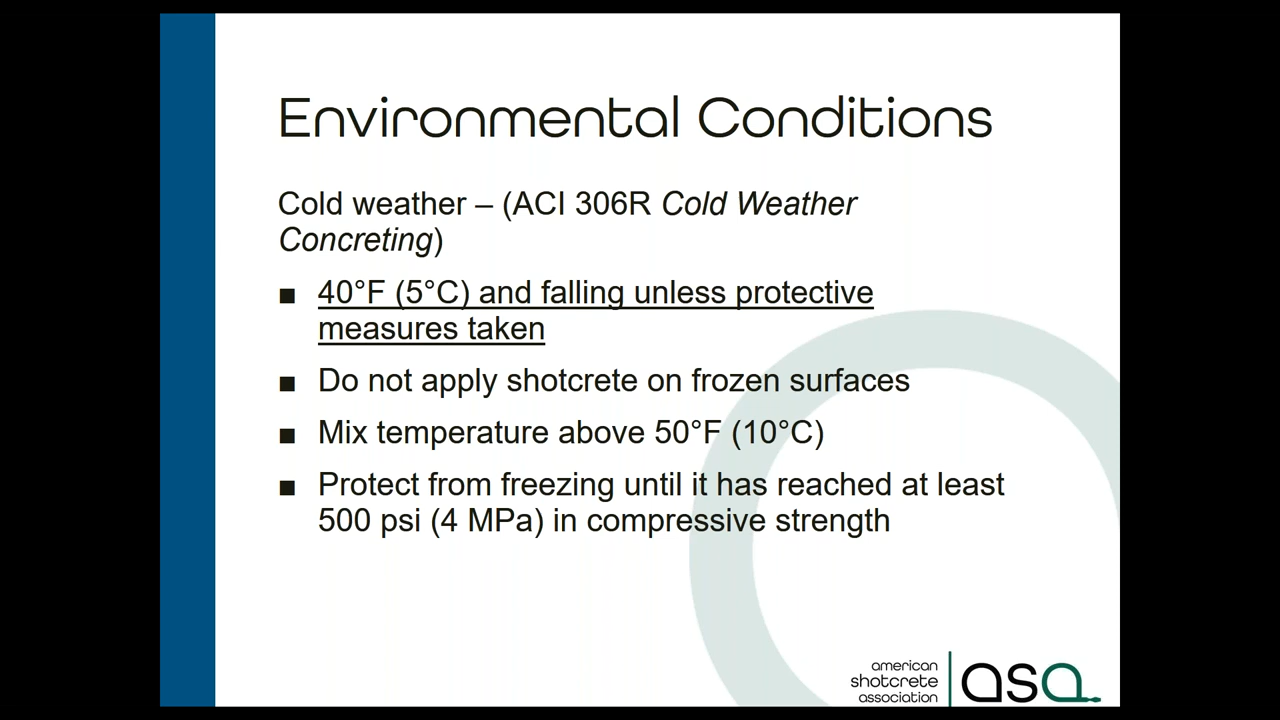 Environmental Conditions
Cold weather – (ACI 306R Cold Weather
Concreting)
■ 40°F (5°C) and falling unless protective
measures taken
■ Do not apply shotcrete on frozen surfaces
■ Mix temperature above 50°F (10°C)
■ Protect from freezing until it has reached at least
500 psi (4 MPa) in compressive strength
american
shotcrete
association
asa